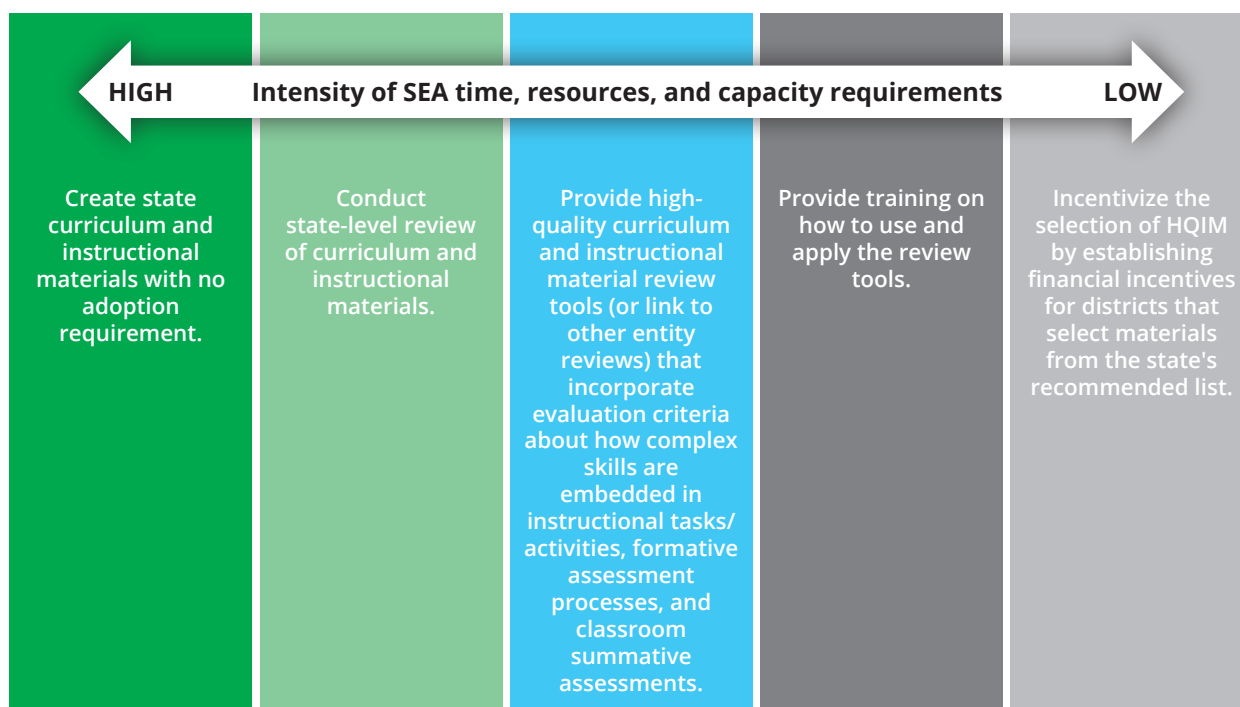 HIGH Intensity of SEA time, resources, and capacity requirements LOW
Create state
curriculum and
instructional
materials with no
adoption
requirement.
Conduct
state-level review
of curriculum and
instructional
materials.
Provide high-
quality curriculum
and instructional
material review
tools (or link to
other entity
reviews) that
incorporate
evaluation criteria
about how complex
skills are
embedded in
instructional tasks/
activities, formative
assessment
processes, and
classroom
summative
assessments.
Provide training on
how to use and
apply the review
tools.
Incentivize the
selection of HQIM
by establishing
financial incentives
for districts that
select materials
from the state's
recommended list.